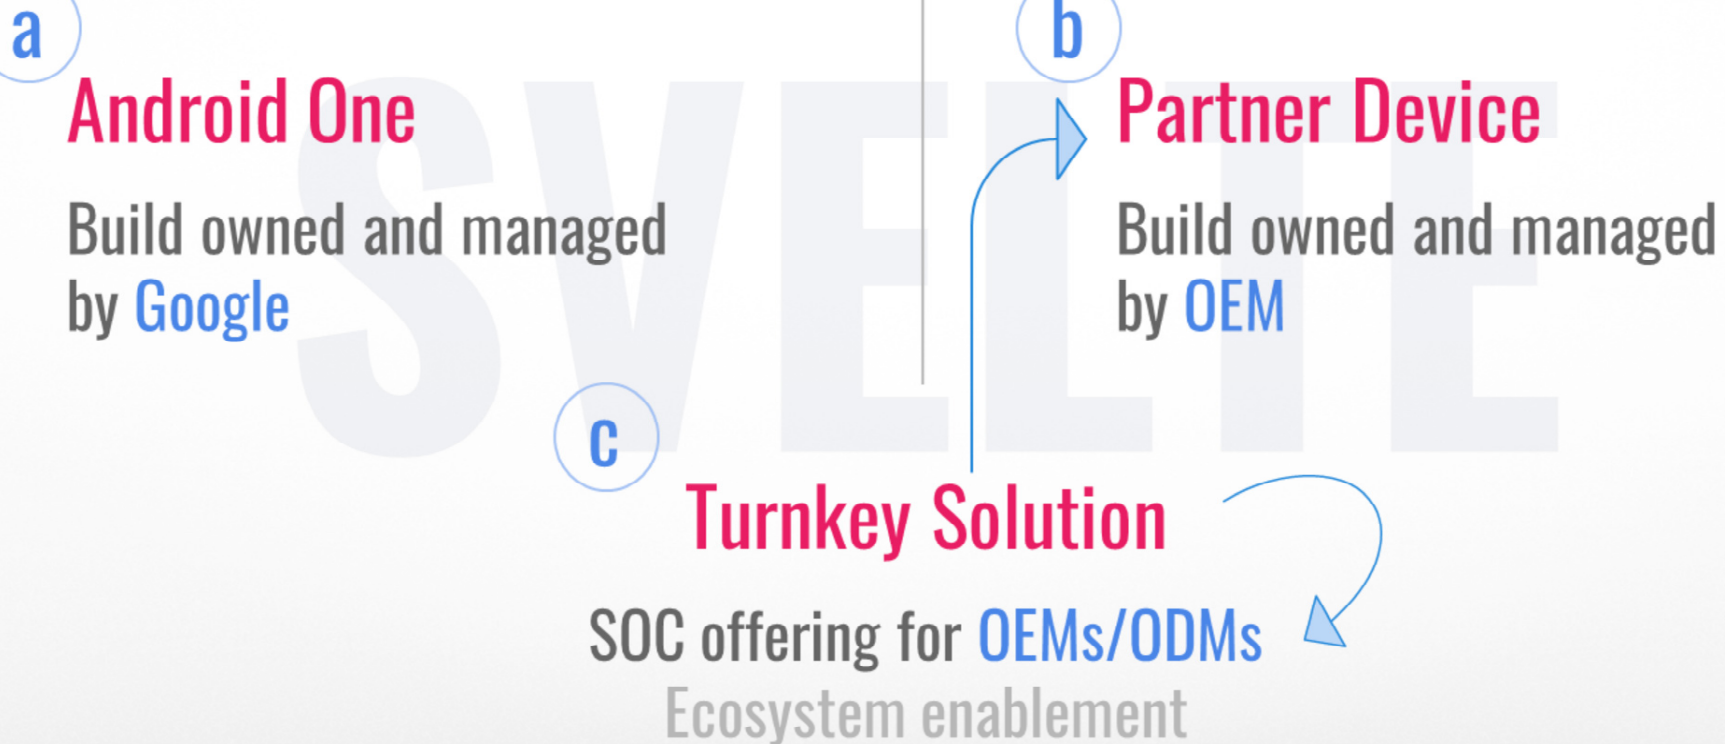 a
Android One
Build owned and managed
by Google
b
Partner Device
Build owned and managed
by OEM
SVELTE
c
Turnkey Solution
SOC offering for OEMs/ODMs
Ecosystem enablement